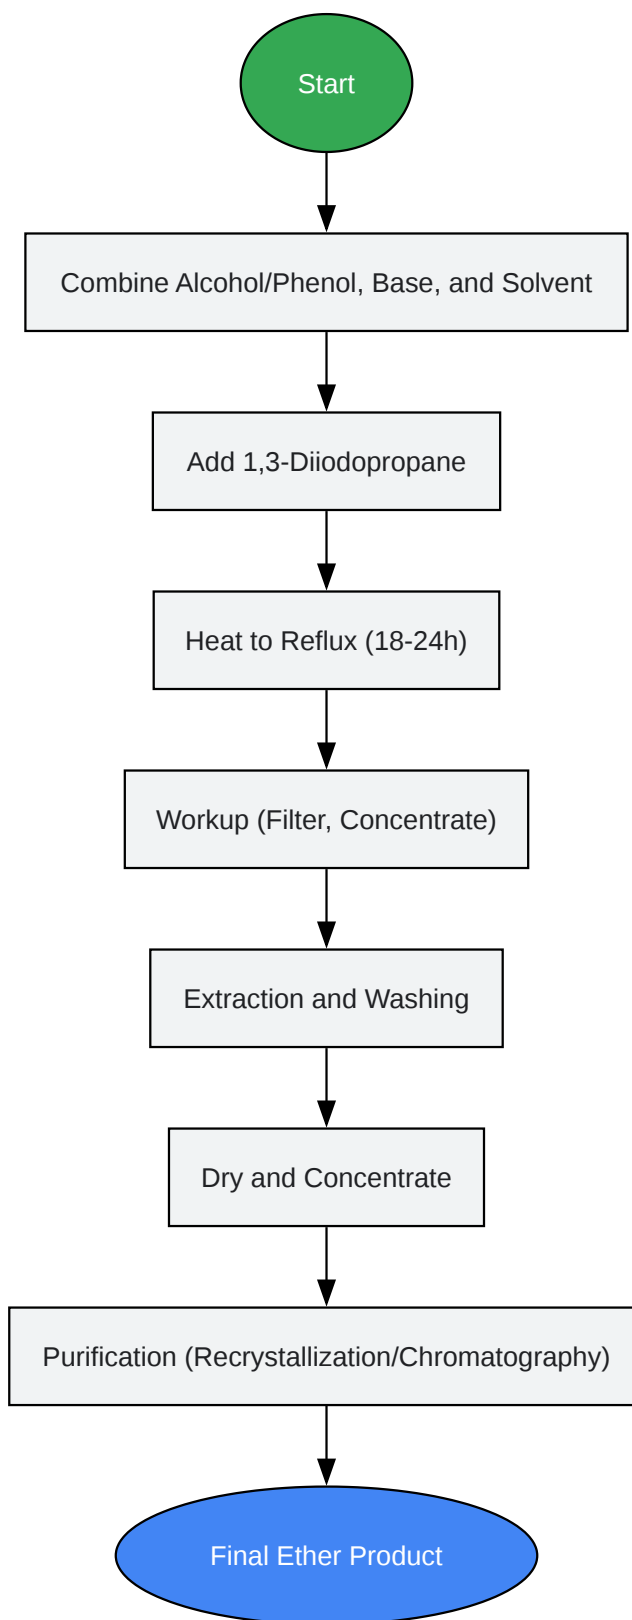 Start
Combine Alcohol/Phenol, Base, and Solvent
Add 1,3-Diiodopropane
Heat to Reflux (18-24h)
Workup (Filter, Concentrate)
Extraction and Washing
Dry and Concentrate
Purification (Recrystallization/Chromatography)
Final Ether Product